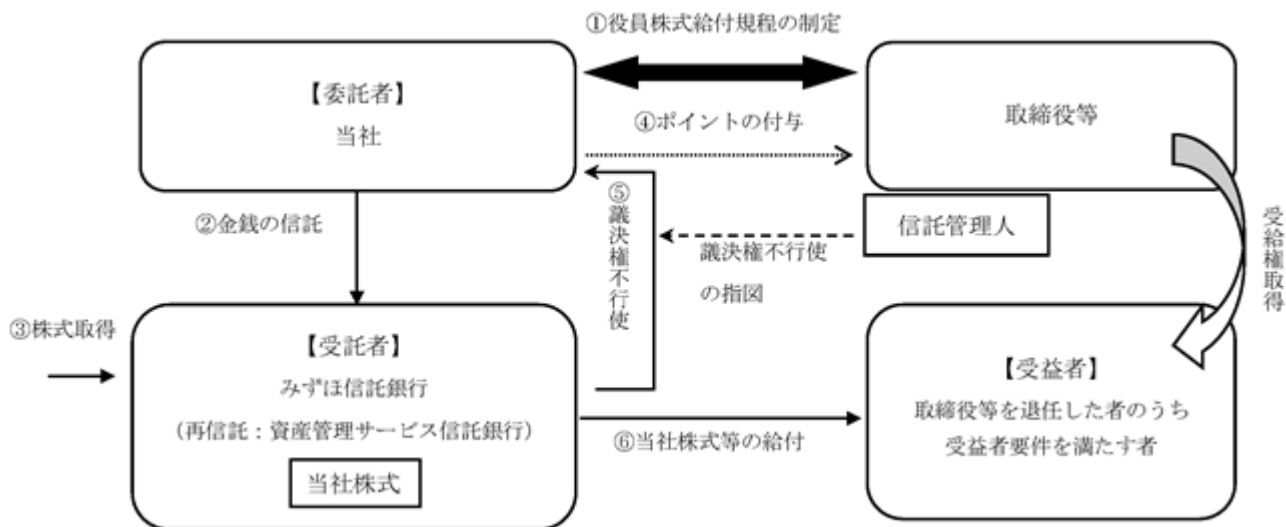 ①役員株式給付規程の制定
【委託者】
当社
取締役等
④ポイントの付与
②金銭の信託
⑤議決権不行使
信託管理人
議決権不行使
の指図
受給権取得
③株式取得
【受託者】
みずほ信託銀行
（再信託：資産管理サービス信託銀行）
当社株式
⑥当社株式等の給付
【受益者】
取締役等を退任した者のうち
受益者要件を満たす者